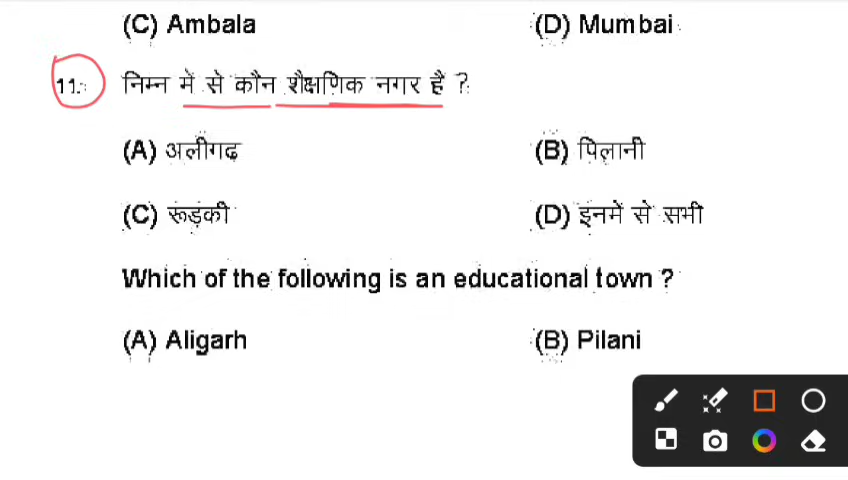 (C) Ambala (D) Mumbai
11. निम्न में से कौन शैक्षणिक नगर है ?
(A) अलीगढ़ (B) पिलानी
(C) रूड़की (D) इनमें से सभी
Which of the following is an educational town ?
(A) Aligarh (B) Pilani